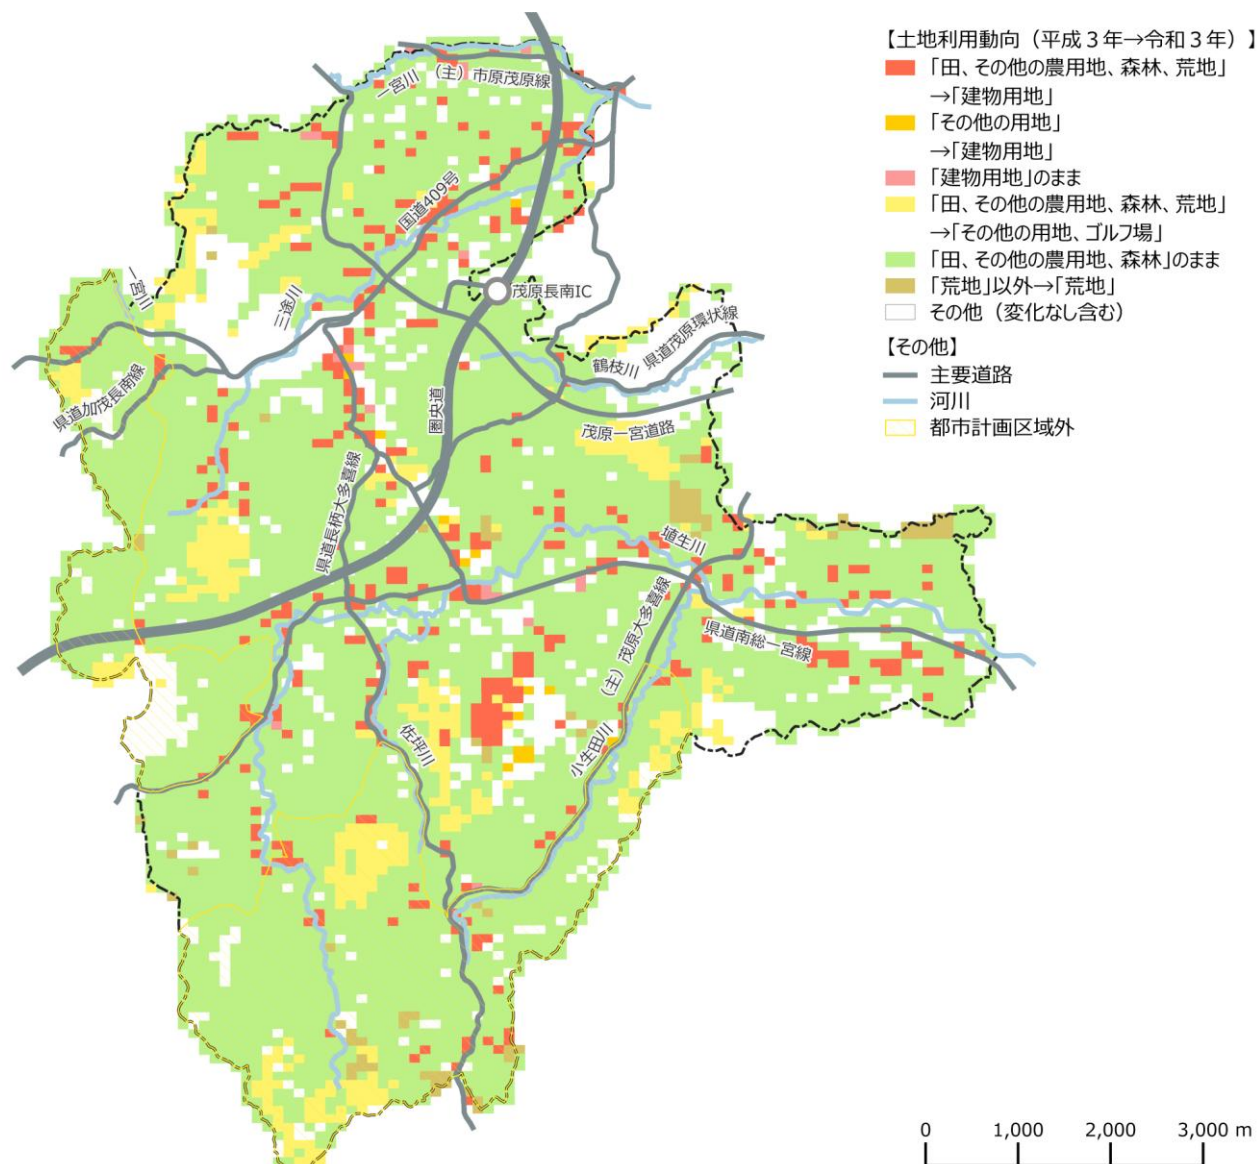 【土地利用動向（平成３年→令和３年）】
「田、その他の農用地、森林、荒地」
→「建物用地」
「その他の用地」
→「建物用地」
「建物用地」のまま
「田、その他の農用地、森林、荒地」
→「その他の用地、ゴルフ場」
「田、その他の農用地、森林」のまま
「荒地」以外→「荒地」
その他（変化なし含む）
【その他】
主要道路
河川
都市計画区域外
一宮川
（主）市原茂原線
国道409号
一宮川
三途川
茂原長南IC
鶴枝川
県道茂原環状線
県道加茂長南線
圏央道
茂原一宮道路
県道長柄大多喜線
埴生川
（主）茂原大多喜線
県道南総一宮線
佐坪川
小生田川
0 1,000 2,000 3,000 m